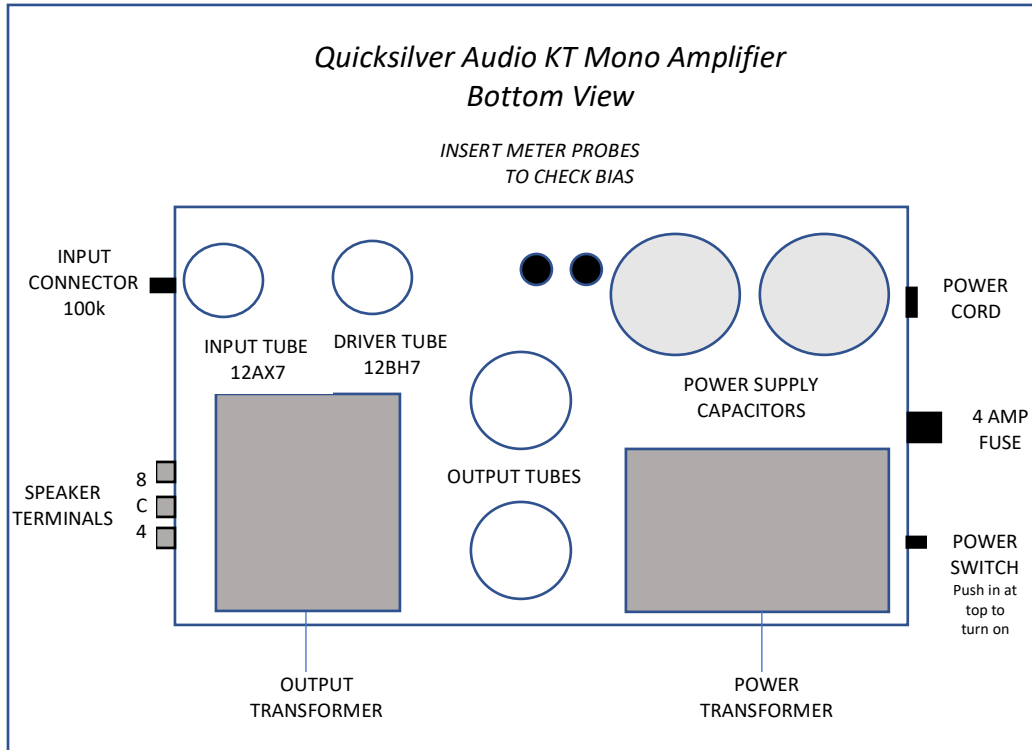 Quicksilver Audio KT Mono Amplifier
Bottom View
INSERT METER PROBES
TO CHECK BIAS
INPUT
CONNECTOR
100k
INPUT TUBE
12AX7
DRIVER TUBE
12BH7
POWER SUPPLY
CAPACITORS
POWER
CORD
4 AMP
FUSE
SPEAKER
TERMINALS
8
C
4
OUTPUT TUBES
POWER
SWITCH
Push in at
top to
turn on
OUTPUT
TRANSFORMER
POWER
TRANSFORMER